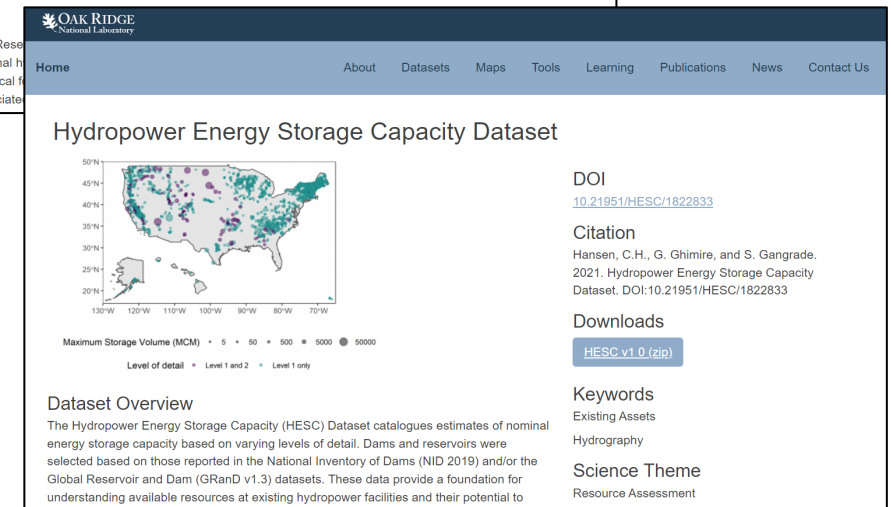 OAK RIDGE
National Laboratory
Home About Datasets Maps Tools Learning Publications News Contact Us
Hydropower Energy Storage Capacity Dataset
50°N
45°N
40°N
35°N
30°N
25°N
20°N
130°W 120°W 110°W 100°W 90°W 80°W 70°W
Maximum Storage Volume (MCM) 5 50 500 5000 50000
Level of detail Level 1 and 2 Level 1 only
Dataset Overview
The Hydropower Energy Storage Capacity (HESC) Dataset catalogues estimates of nominal
energy storage capacity based on varying levels of detail. Dams and reservoirs were
selected based on those reported in the National Inventory of Dams (NID 2019) and/or the
Global Reservoir and Dam (GRanD v1.3) datasets. These data provide a foundation for
understanding available resources at existing hydropower facilities and their potential to
DOI
10.21951/HESC/1822833
Citation
Hansen, C.H., G. Ghimire, and S. Gangrade.
2021. Hydropower Energy Storage Capacity
Dataset. DOI:10.21951/HESC/1822833
Downloads
HESC v1 0 (zip)
Keywords
Existing Assets
Hydrography
Science Theme
Resource Assessment